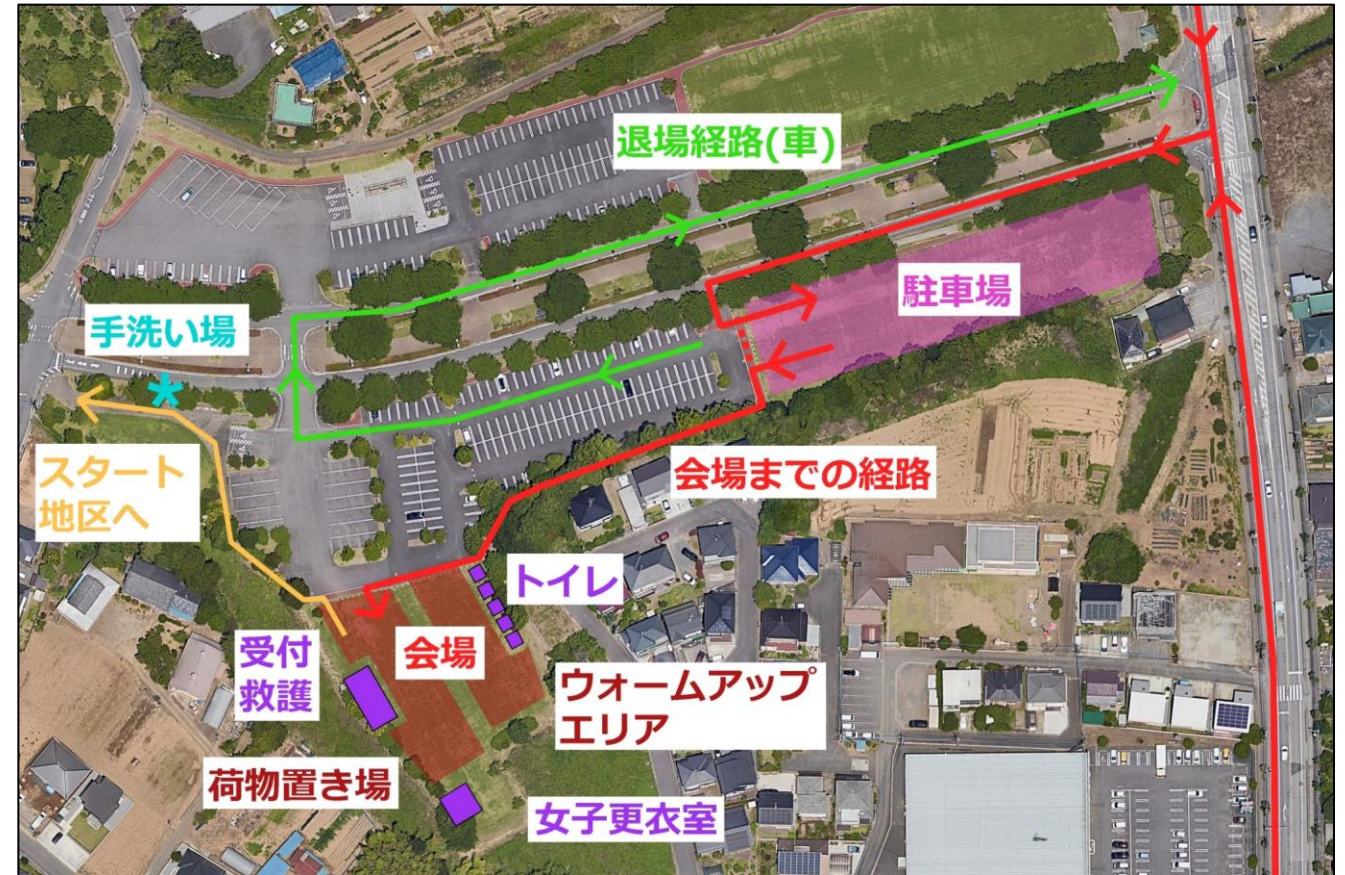 退場経路(車)
駐車場
手洗い場
*
スタート
地区へ
会場までの経路
トイレ
受付
救護
会場
ウォームアップ
エリア
荷物置き場
女子更衣室